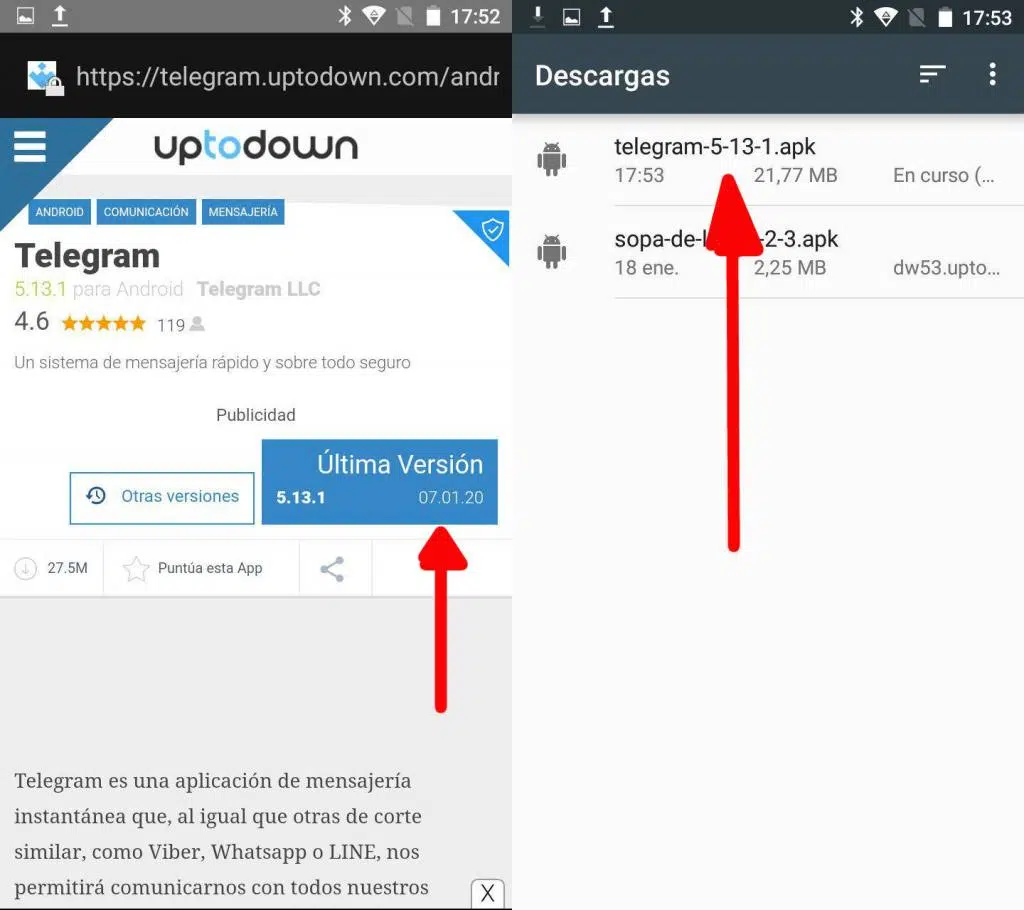 17:52
https://telegram.uptodown.com/andr
uptodown
ANDROID COMUNICACIÓN MENSAJERÍA
Telegram
5.13.1 para Android Telegram LLC
4.6 119
Un sistema de mensajería rápido y sobre todo seguro
Publicidad
Otras versiones
Última Versión
5.13.1 07.01.20
27.5M Puntúa esta App
Telegram es una aplicación de mensajería
instantánea que, al igual que otras de corte
similar, como Viber, Whatsapp o LINE, nos
permitirá comunicarnos con todos nuestros
X
17:53
Descargas
telegram-5-13-1.apk
17:53 21,77 MB En curso (...
sopa-de- -2-3.apk
18 ene. 2,25 MB dw53.upto...